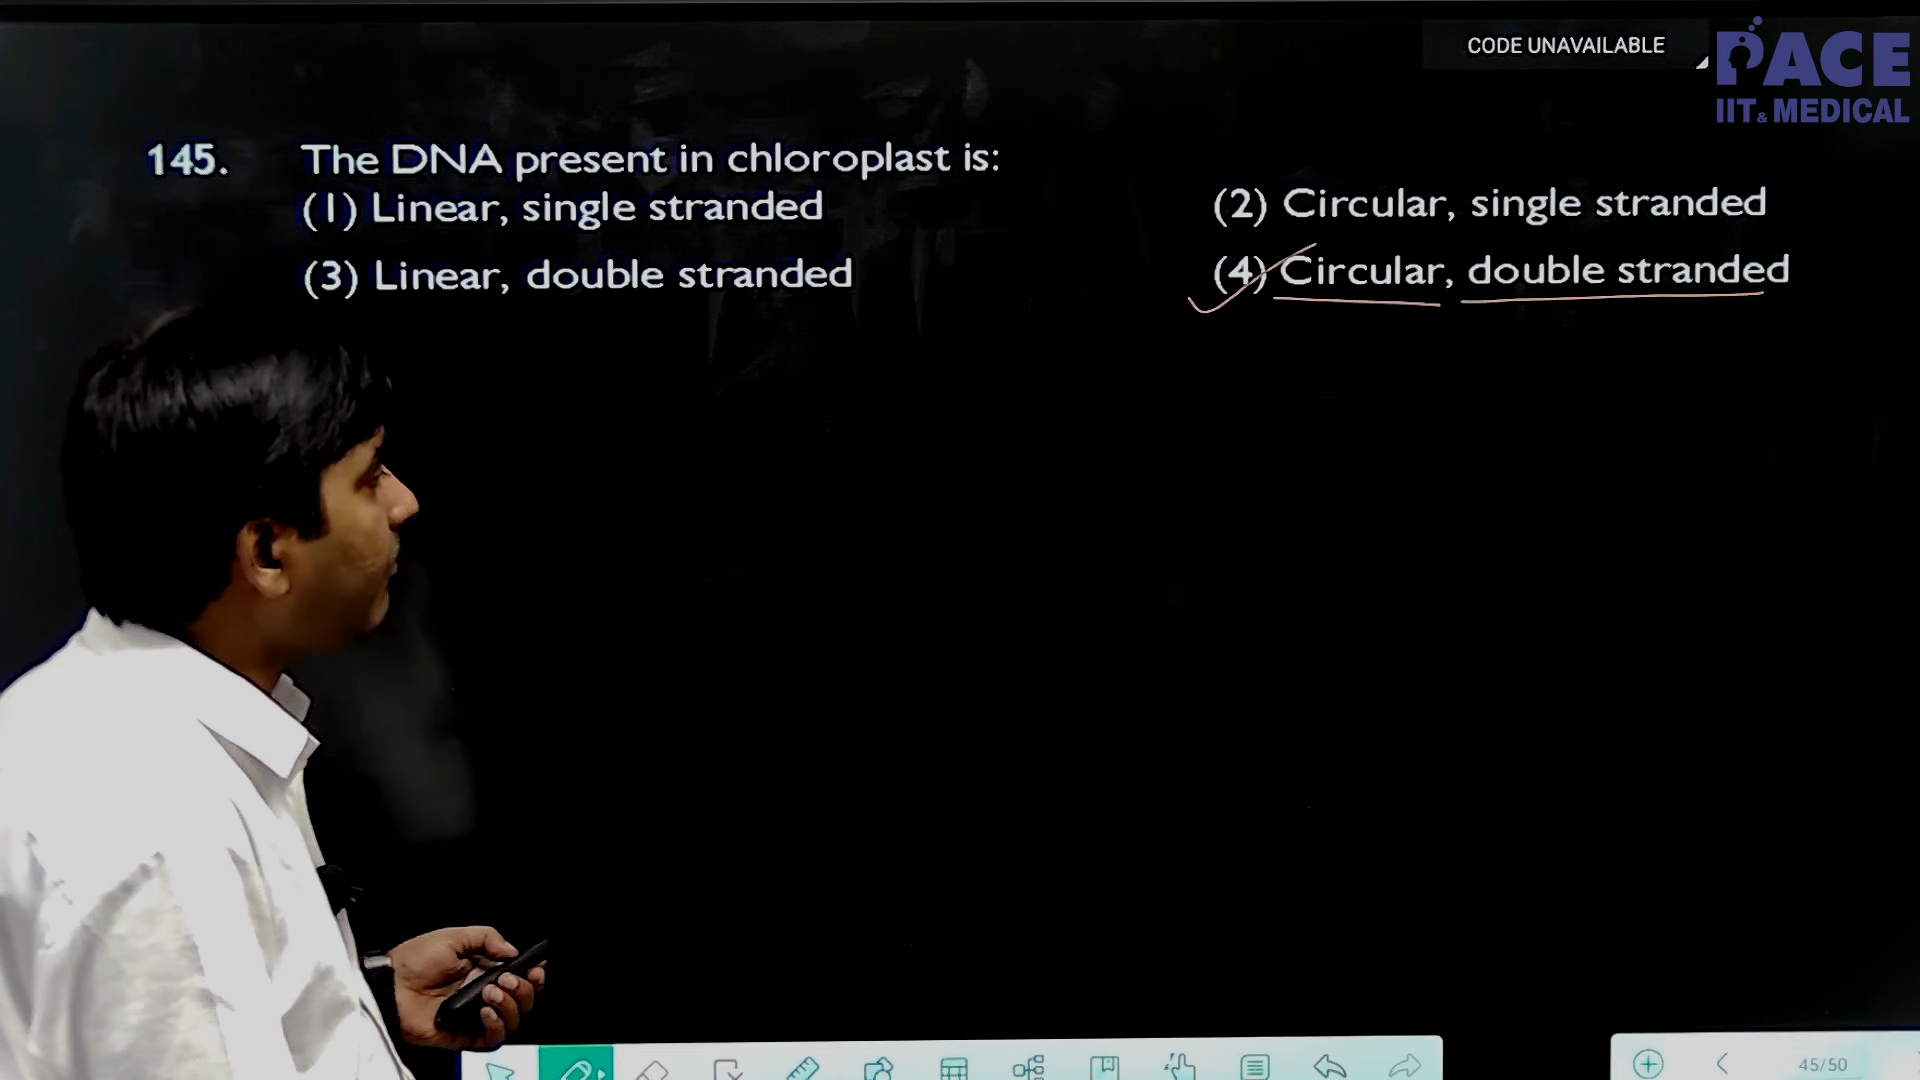 CODE UNAVAILABLE
PACE
IIT & MEDICAL
145. The DNA present in chloroplast is:
(1) Linear, single stranded
(2) Circular, single stranded
(3) Linear, double stranded
(4) Circular, double stranded
45/50